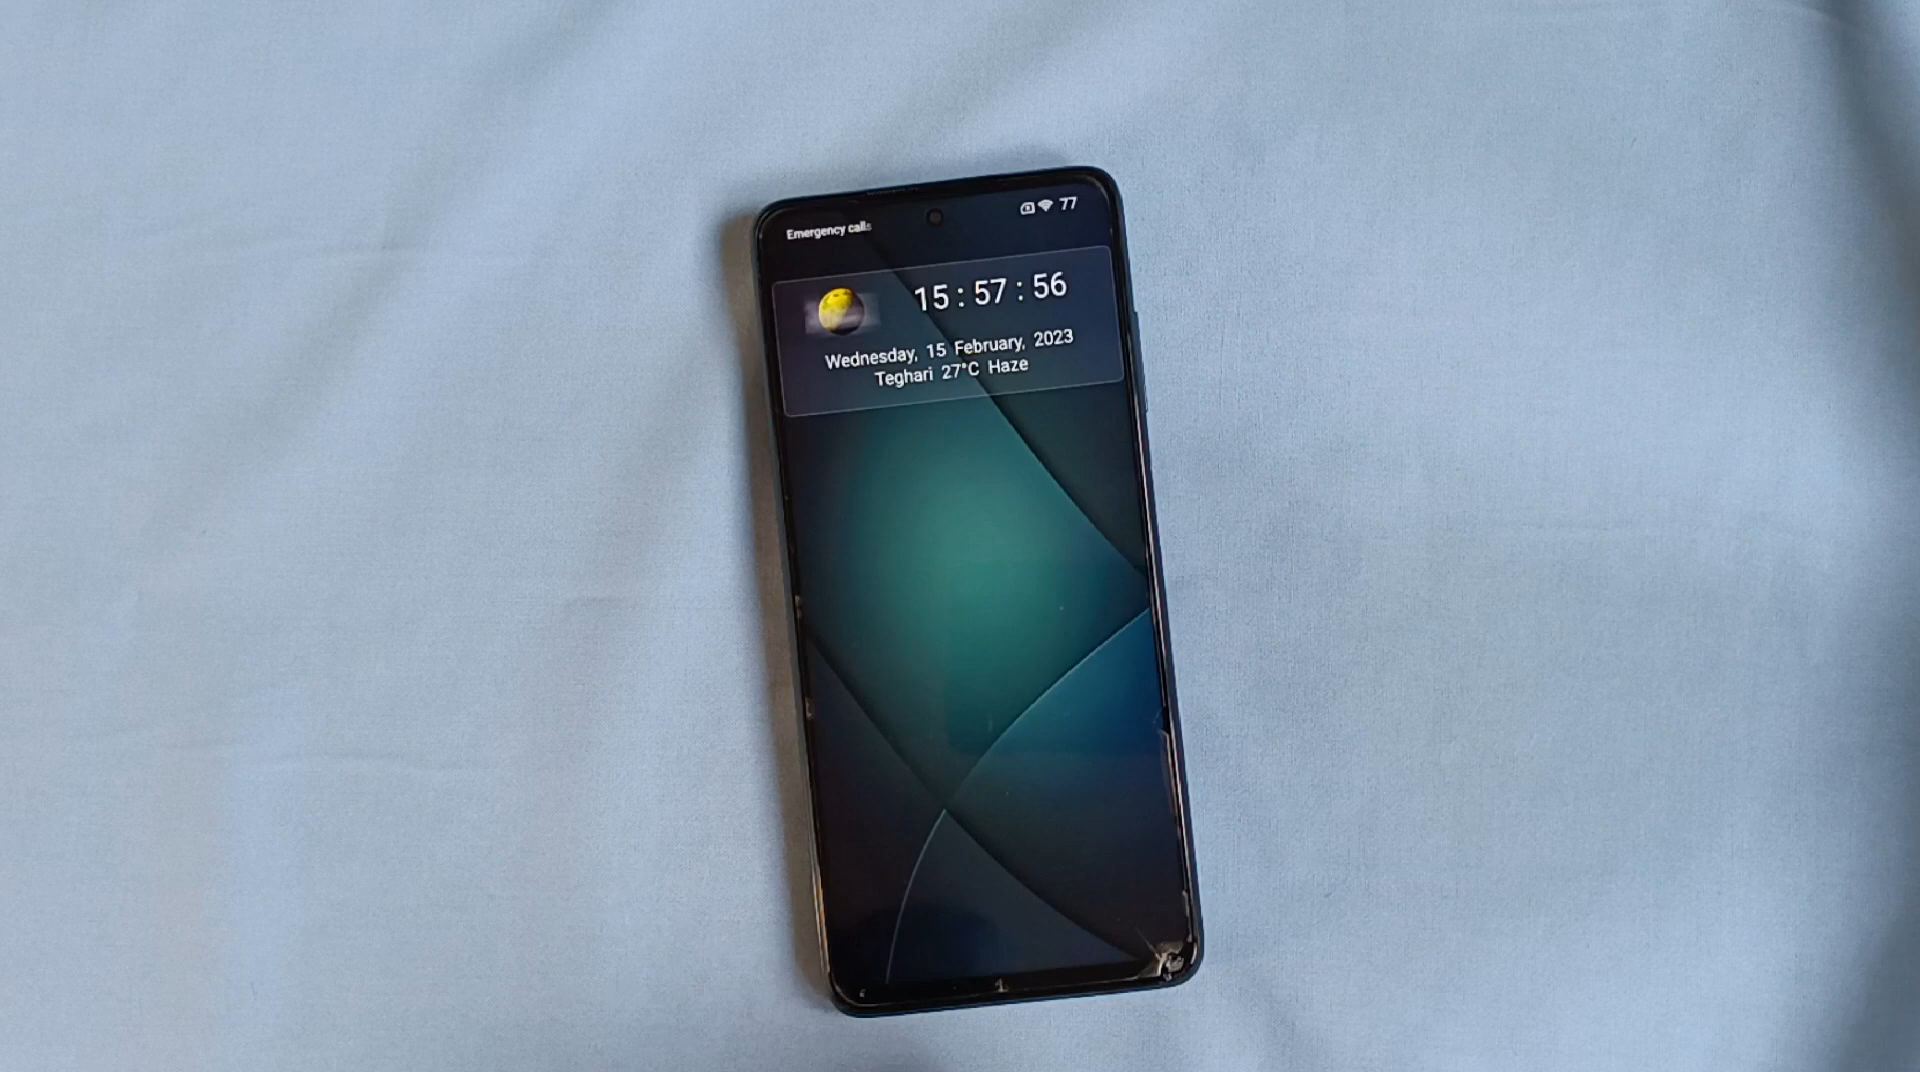 Emergency calls
77
15 : 57 : 56
Wednesday, 15 February, 2023
Teghari 27°C Haze